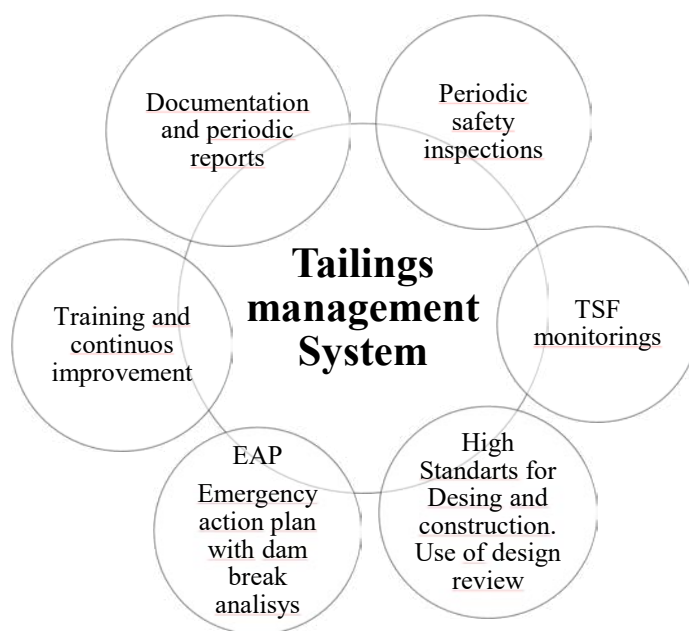 Documentation
and periodic
reports
Periodic
safety
inspections
Tailings
management
System
Training and
continuos
improvement
TSF
monitorings
EAP
Emergency
action plan
with dam
break
analisys
High
Standarts for
Desing and
construction.
Use of design
review